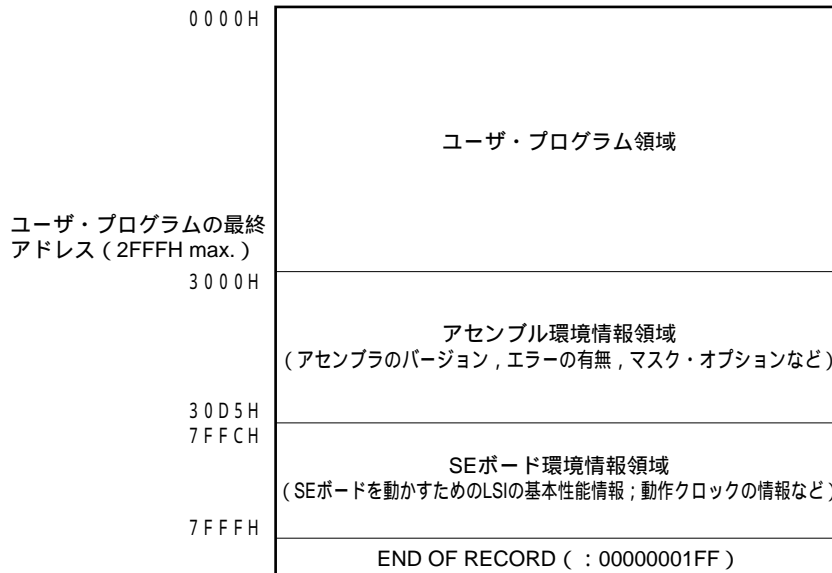 0000H
ユーザ・プログラム領域
ユーザ・プログラムの最終
アドレス(2FFFH max.)
3000H
アセンブル環境情報領域
(アセンブラのバージョン,エラーの有無,マスク・オプションなど)
30D5H
7FFCH
SEボード環境情報領域
(SEボードを動かすためのLSIの基本性能情報;動作クロックの情報など)
7FFFH
END OF RECORD(:00000001FF)